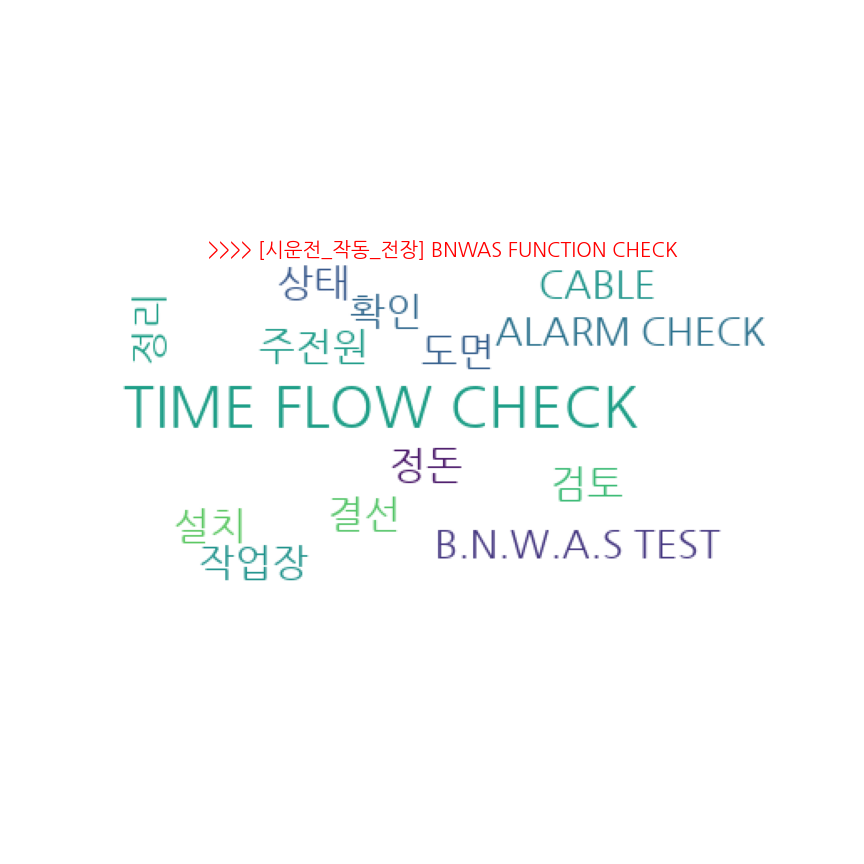 >>>> [시운전_작동_전장] BNWAS FUNCTION CHECK
상태
CABLE
정리
확인
ALARM CHECK
주전원
도면
TIME FLOW CHECK
정돈
검토
설치
결선
B.N.W.A.S TEST
작업장